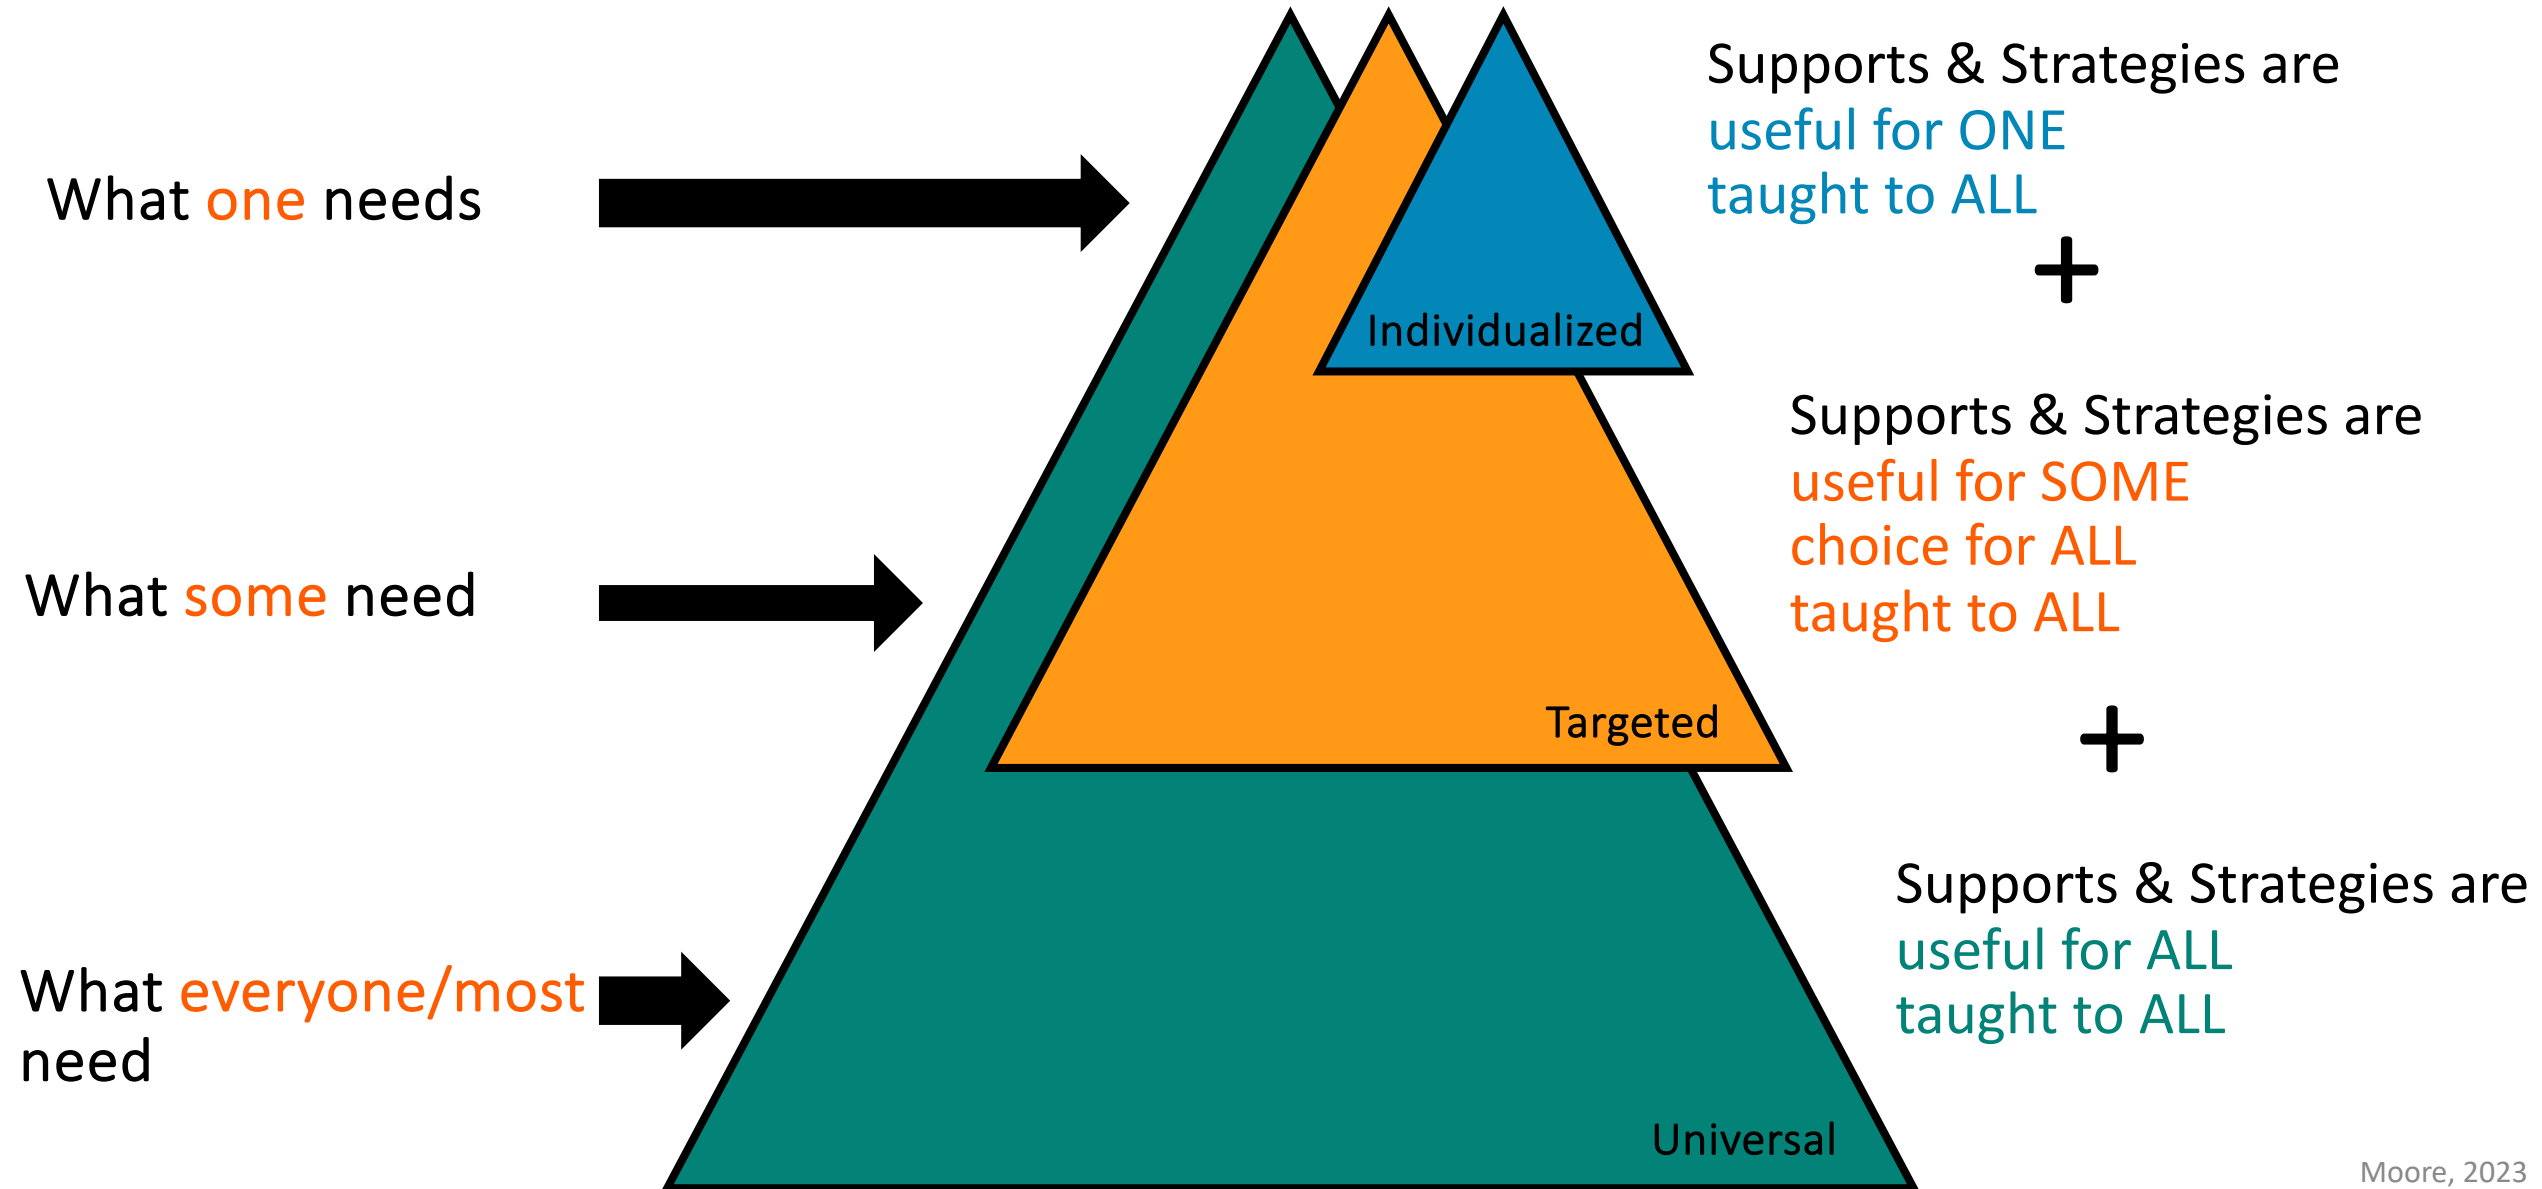 What one needs
Supports & Strategies are
useful for ONE
taught to ALL
+
Individualized
What some need
Supports & Strategies are
useful for SOME
choice for ALL
taught to ALL
+
Targeted
What everyone/most
need
Supports & Strategies are
useful for ALL
taught to ALL
Universal
Moore, 2023